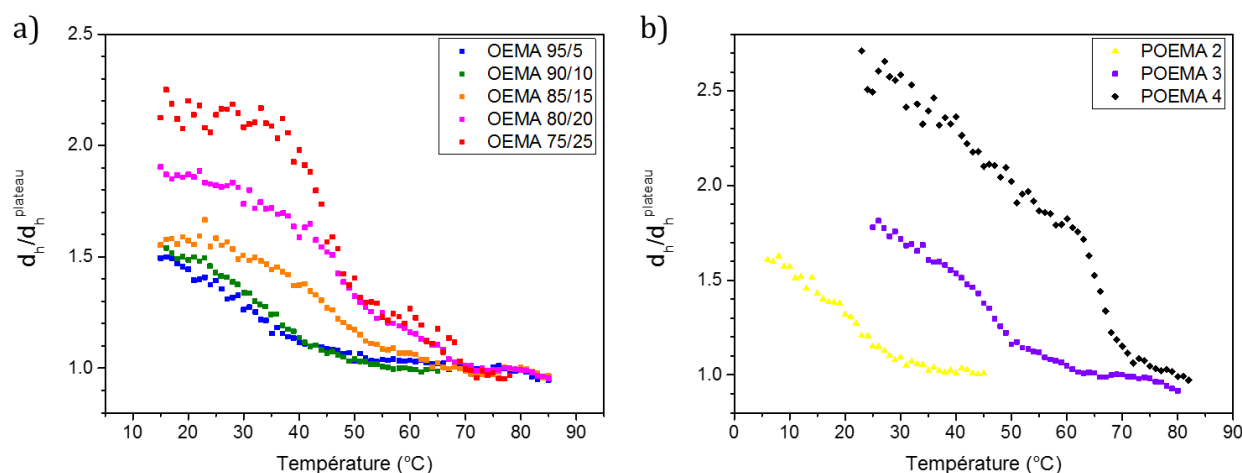 a)
2.5
2.0
1.5
1.0
d_h/d_h^plateau
OEMA 95/5
OEMA 90/10
OEMA 85/15
OEMA 80/20
OEMA 75/25
10 20 30 40 50 60 70 80 90
Température (°C)
b)
2.5
2.0
1.5
1.0
d_h/d_h^plateau
POEMA 2
POEMA 3
POEMA 4
0 10 20 30 40 50 60 70 80 90
Température (°C)